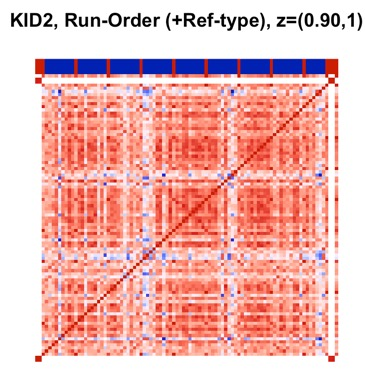 KID2, Run-Order (+Ref-type), z=(0.90,1)